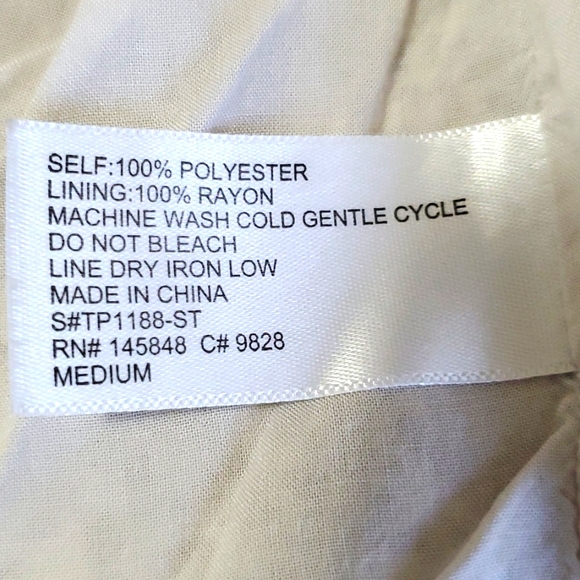 SELF:100% POLYESTER
LINING:100% RAYON
MACHINE WASH COLD GENTLE CYCLE
DO NOT BLEACH
LINE DRY IRON LOW
MADE IN CHINA
S#TP1188-ST
RN# 145848 C# 9828
MEDIUM